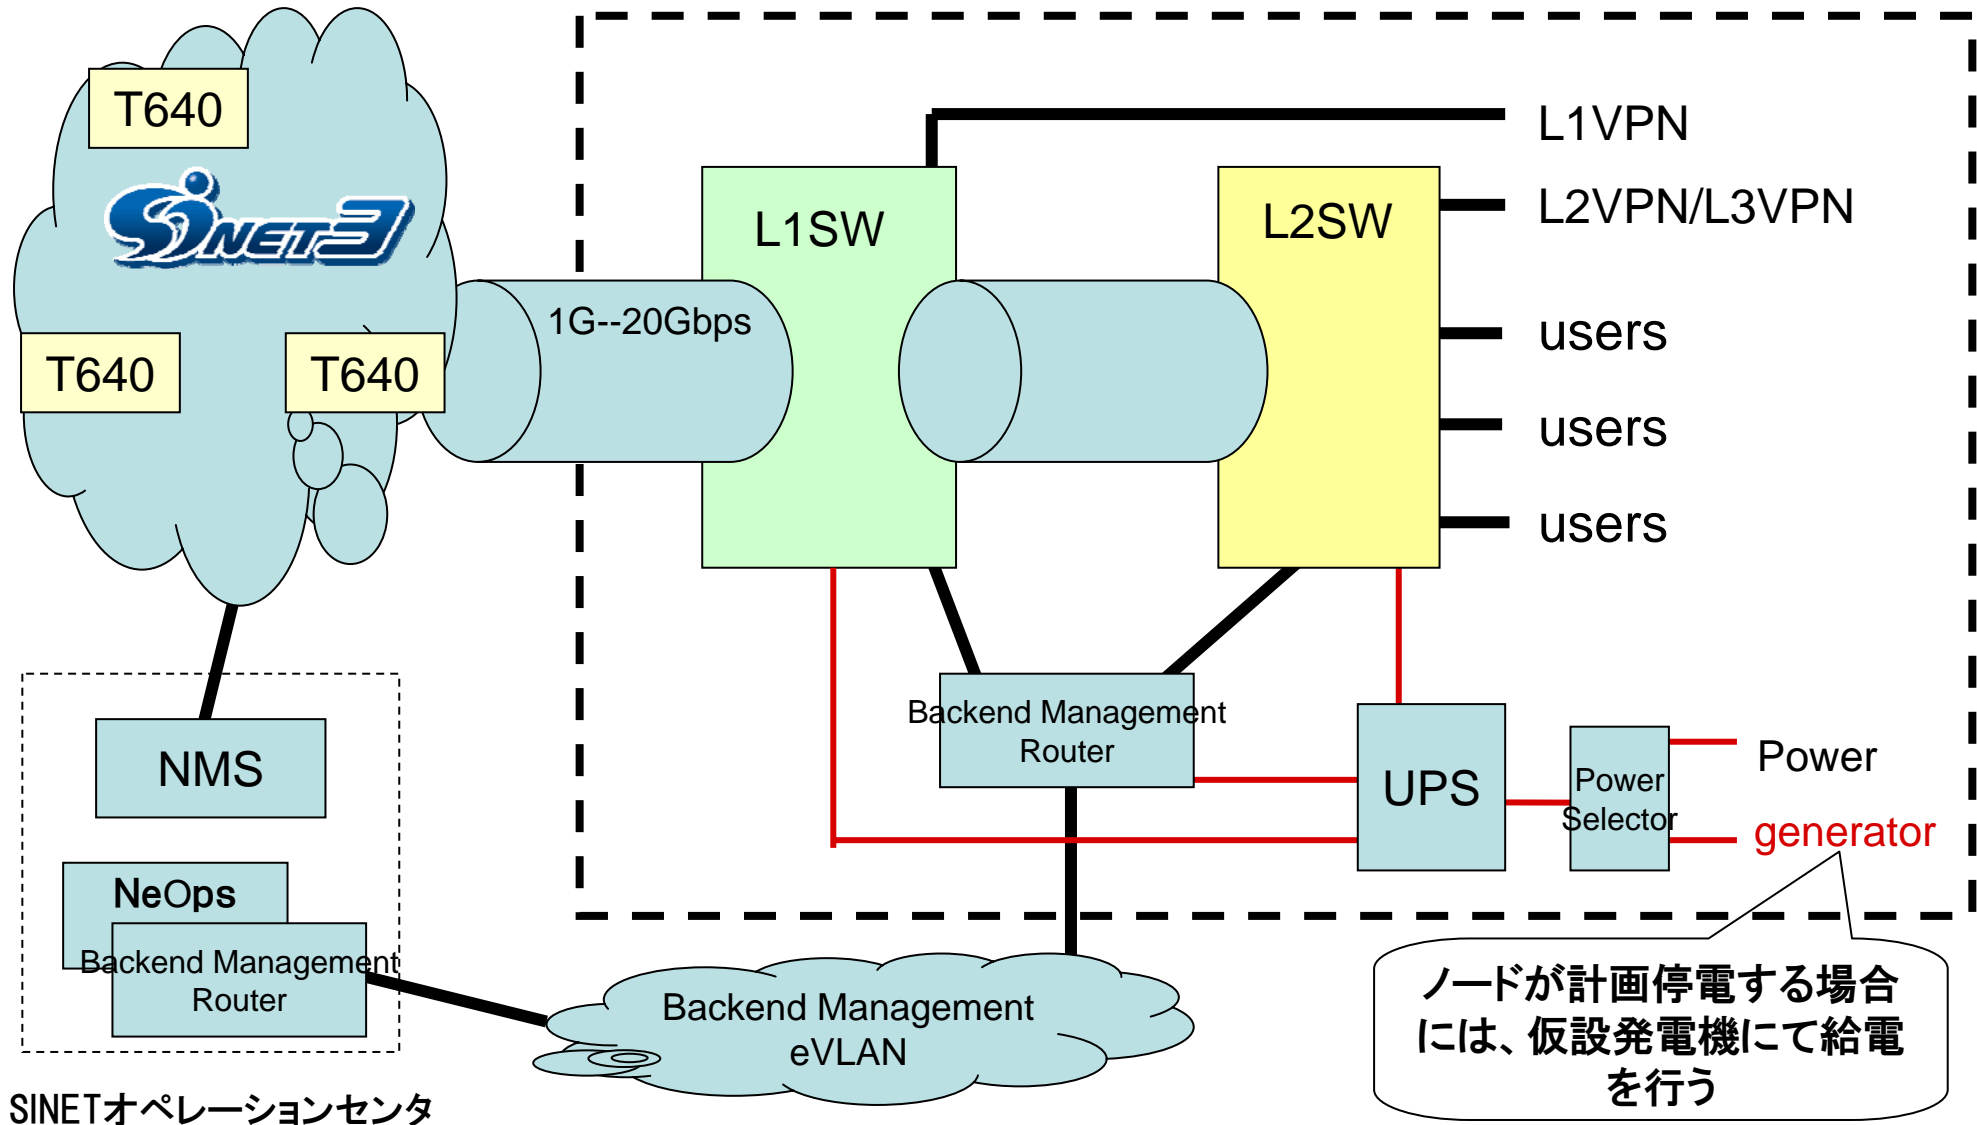 T640
SINET3
T640
T640
1G--20Gbps
L1SW
L2SW
L1VPN
L2VPN/L3VPN
users
users
users
Backend Management
Router
UPS
Power
Selector
Power
generator
NMS
NeOps
Backend Management
Router
Backend Management
eVLAN
ノードが計画停電する場合
には、仮設発電機にて給電
を行う
SINETオペレーションセンタ